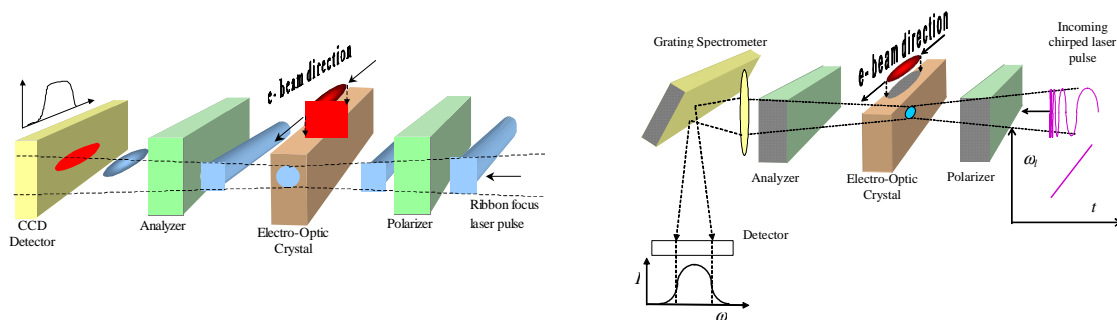 e- beam direction
CCD
Detector
Analyzer
Electro-Optic
Crystal
Polarizer
Ribbon focus
laser pulse
Grating Spectrometer
e- beam direction
Incoming
chirped laser
pulse
Analyzer
Electro-Optic
Crystal
Polarizer
ω_l
t
Detector
I
ω